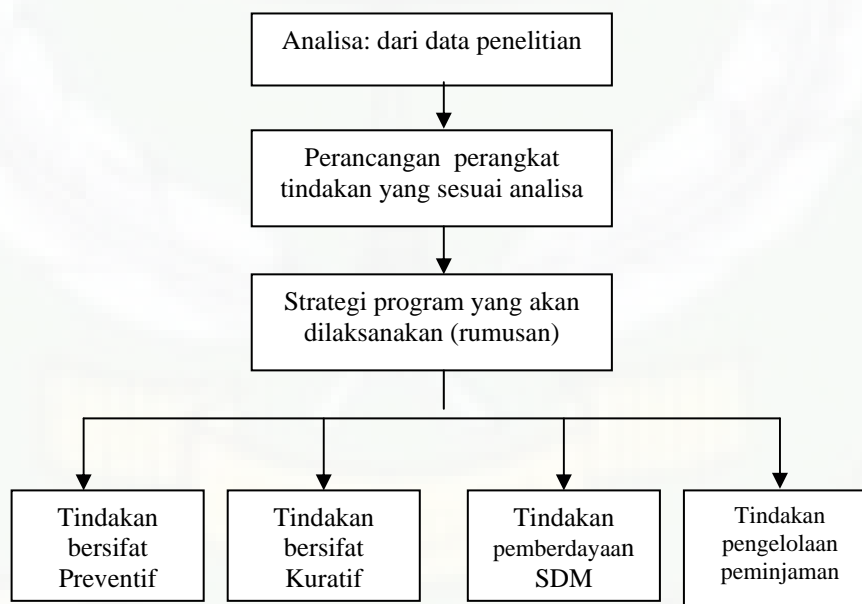 Analisa: dari data penelitian
Perancangan perangkat
tindakan yang sesuai analisa
Strategi program yang akan
dilaksanakan (rumusan)
Tindakan
bersifat
Preventif
Tindakan
bersifat
Kuratif
Tindakan
pemberdayaan
SDM
Tindakan
pengelolaan
peminjaman